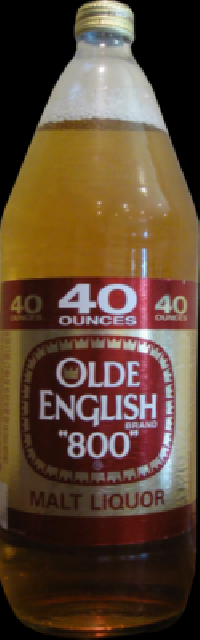 40 40 40
OUNCES OUNCES OUNCES
OLDE
ENGLISH
BRAND
"800"
MALT LIQUOR